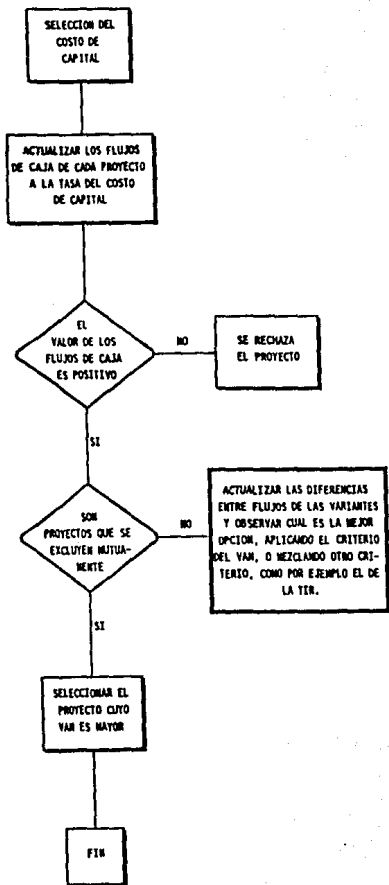 SELECCION DEL
COSTO DE
CAPITAL
ACTUALIZAR LOS FLUJOS
DE CAJA DE CADA PROYECTO
A LA TASA DEL COSTO
DE CAPITAL
EL
VALOR DE LOS
FLUJOS DE CAJA
ES POSITIVO
NO
SE RECHAZA
EL PROYECTO
SI
SON
PROYECTOS QUE SE
EXCLUYEN MUTUA-
MENTE
NO
ACTUALIZAR LAS DIFERENCIAS
ENTRE FLUJOS DE LAS VARIANTES
Y OBSERVAR CUAL ES LA MEJOR
OPCION, APLICANDO EL CRITERIO
DEL VAN, O MEZCLANDO OTRO CRI-
TERIO, COMO POR EJEMPLO EL DE
LA TIR.
SI
SELECCIONAR EL
PROYECTO CUYO
VAN ES MAYOR
FIN